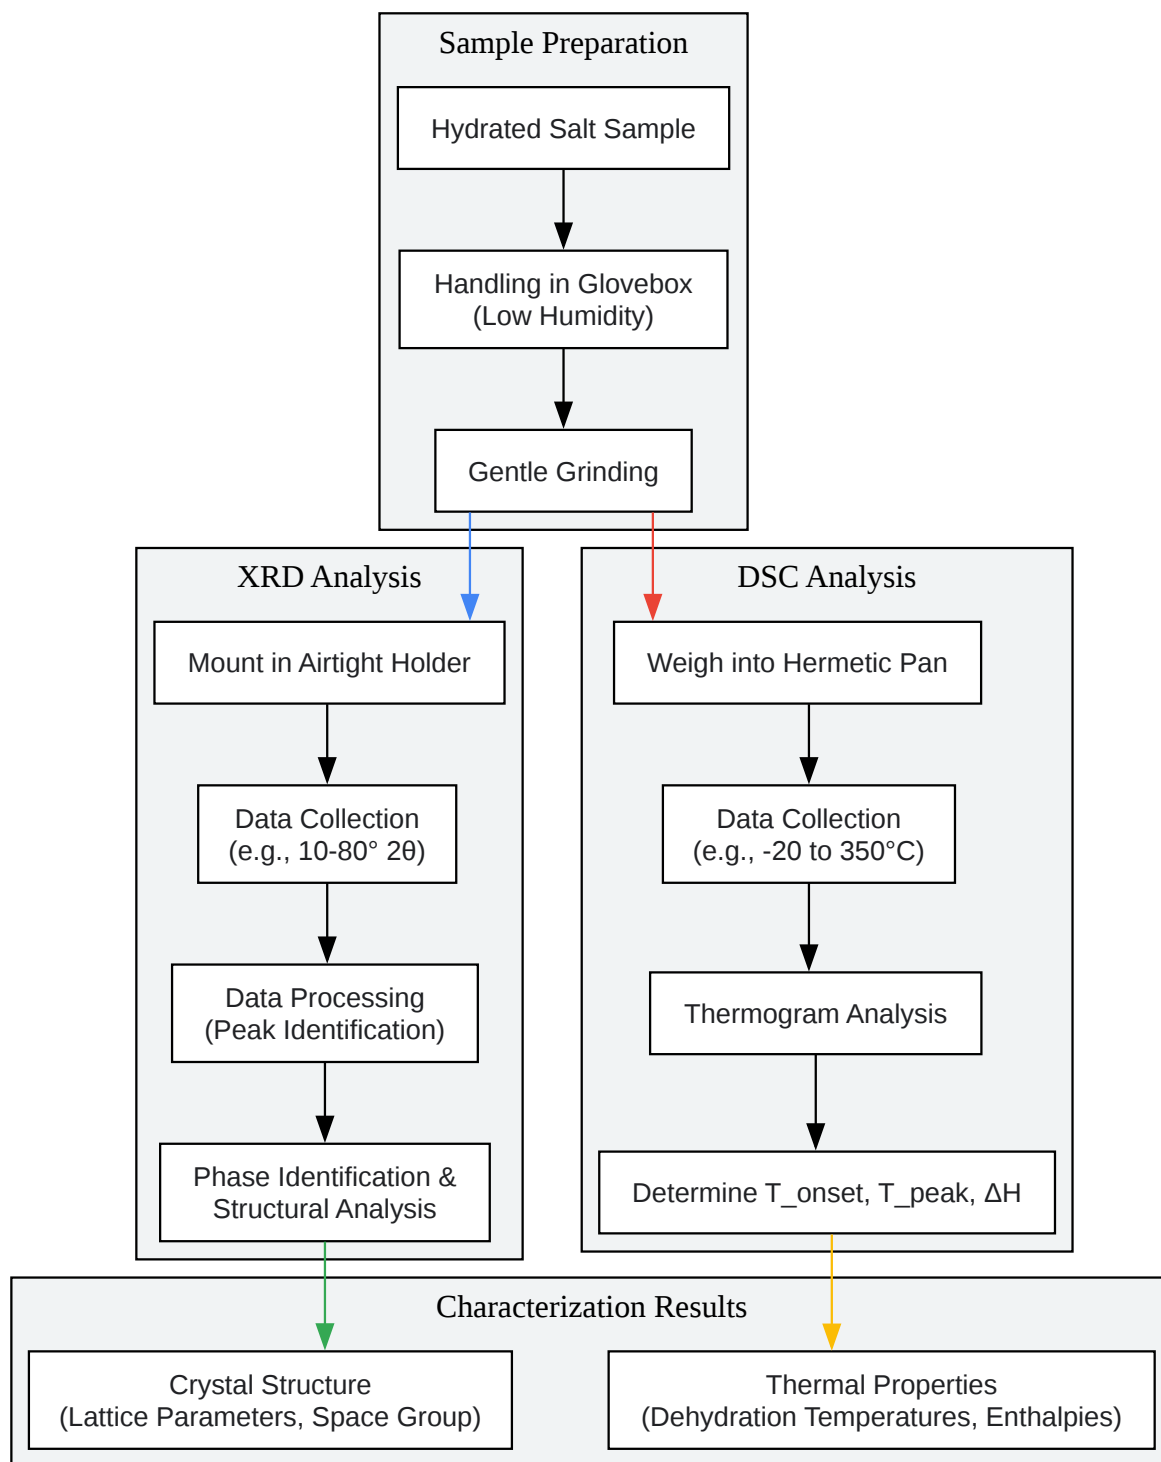 Sample Preparation
Hydrated Salt Sample
Handling in Glovebox
(Low Humidity)
Gentle Grinding
XRD Analysis
Mount in Airtight Holder
Data Collection
(e.g., 10-80° 2θ)
Data Processing
(Peak Identification)
Phase Identification &
Structural Analysis
DSC Analysis
Weigh into Hermetic Pan
Data Collection
(e.g., -20 to 350°C)
Thermogram Analysis
Determine T_onset, T_peak, ΔH
Characterization Results
Crystal Structure
(Lattice Parameters, Space Group)
Thermal Properties
(Dehydration Temperatures, Enthalpies)